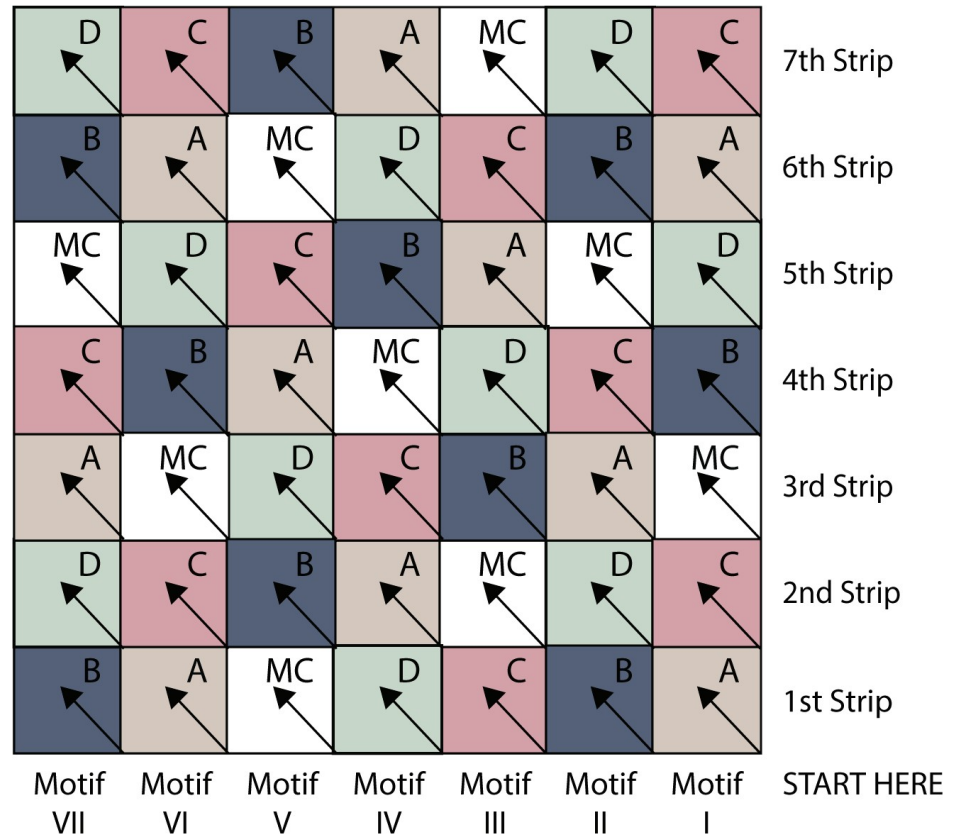 D C B A MC D C 7th Strip
B A MC D C B A 6th Strip
MC D C B A MC D 5th Strip
C B A MC D C B 4th Strip
A MC D C B A MC 3rd Strip
D C B A MC D C 2nd Strip
B A MC D C B A 1st Strip
Motif Motif Motif Motif Motif Motif Motif START HERE
VII VI V IV III II I